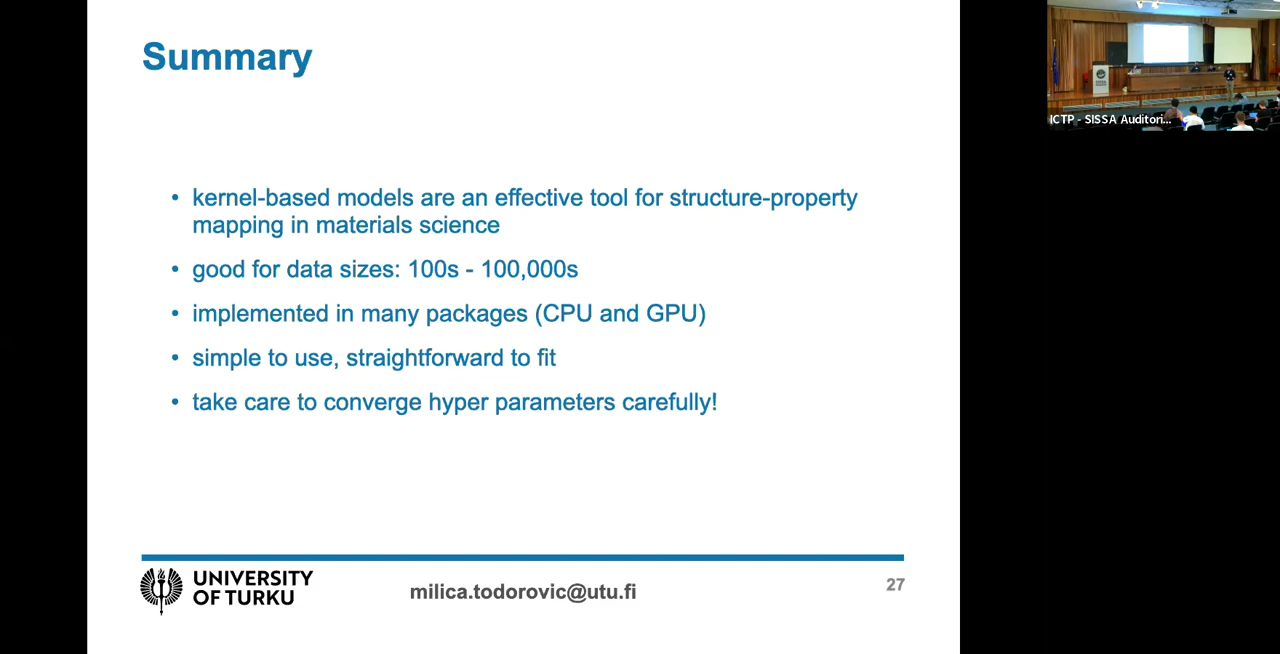 Summary
• kernel-based models are an effective tool for structure-property
mapping in materials science
• good for data sizes: 100s - 100,000s
• implemented in many packages (CPU and GPU)
• simple to use, straightforward to fit
• take care to converge hyper parameters carefully!
UNIVERSITY
OF TURKU
milica.todorovic@utu.fi
27
ICTP - SISSA Auditori...